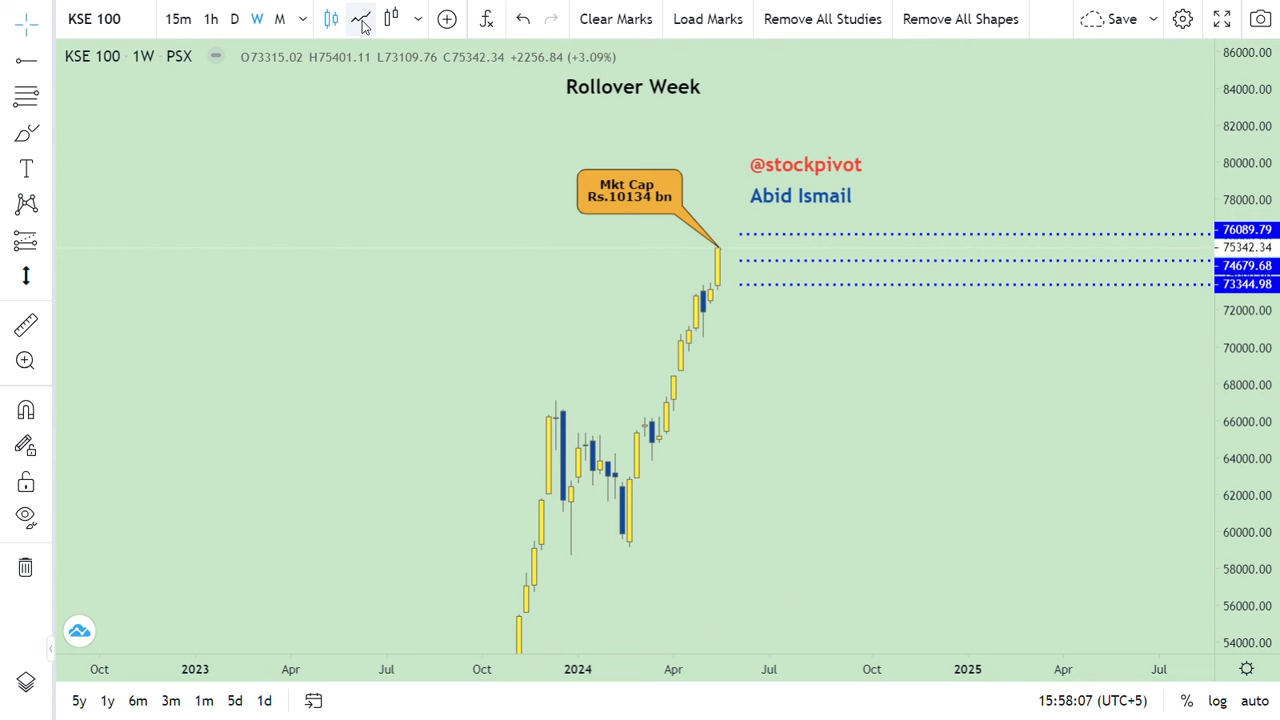 KSE 100 15m 1h D W M Clear Marks Load Marks Remove All Studies Remove All Shapes Save
KSE 100 · 1W · PSX O73315.02 H75401.11 L73109.76 C75342.34 +2256.84 (+3.09%)
Rollover Week
@stockpivot
Abid Ismail
Mkt Cap
Rs.10134 bn
86000.00
84000.00
82000.00
80000.00
78000.00
76089.79
75342.34
74679.68
73344.98
72000.00
70000.00
68000.00
66000.00
64000.00
62000.00
60000.00
58000.00
56000.00
54000.00
Oct 2023 Apr Jul Oct 2024 Apr Jul Oct 2025 Apr Jul
5y 1y 6m 3m 1m 5d 1d 15:58:07 (UTC+5) % log auto